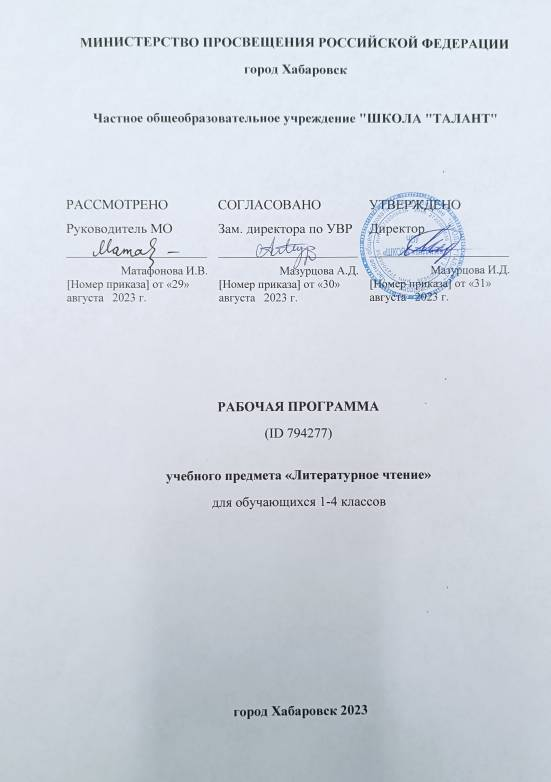 МИНИСТЕРСТВО ПРОСВЕЩЕНИЯ РОССИЙСКОЙ ФЕДЕРАЦИИ
город Хабаровск
Частное общеобразовательное учреждение "ШКОЛА "ТАЛАНТ"
РАССМОТРЕНО
Руководитель МО
Матафонова И.В.
[Номер приказа] от «29»
августа 2023 г.
СОГЛАСОВАНО
Зам. директора по УВР
Мазурцова А.Д.
[Номер приказа] от «30»
августа 2023 г.
УТВЕРЖДЕНО
Директор
Мазурцова И.Д.
[Номер приказа] от «31»
августа 2023 г.
РАБОЧАЯ ПРОГРАММА
(ID 794277)
учебного предмета «Литературное чтение»
для обучающихся 1-4 классов
город Хабаровск 2023